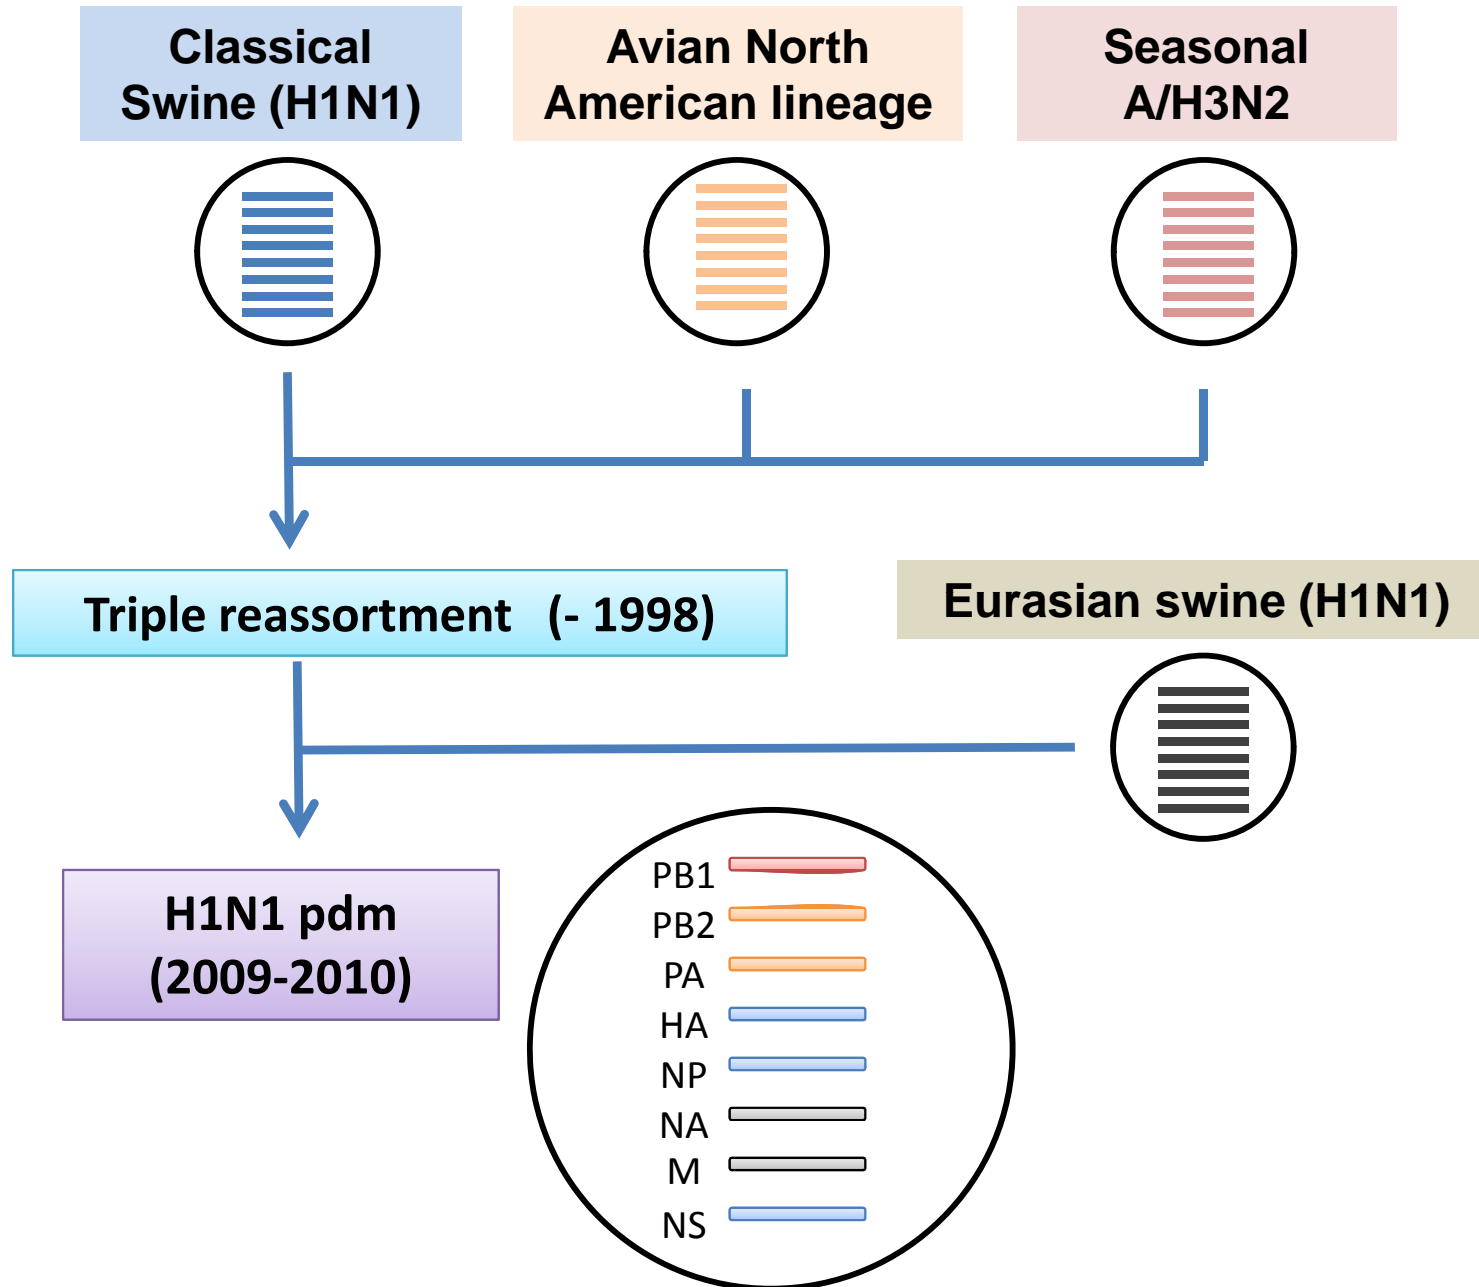 Classical
Swine (H1N1)
Avian North
American lineage
Seasonal
A/H3N2
Triple reassortment (- 1998)
Eurasian swine (H1N1)
H1N1 pdm
(2009-2010)
PB1
PB2
PA
HA
NP
NA
M
NS